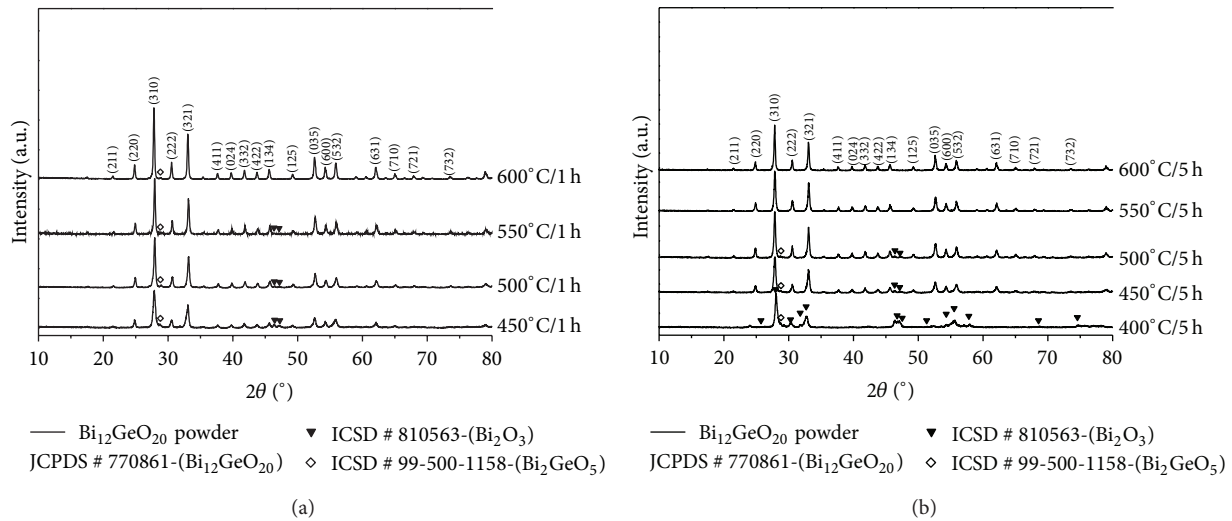 Intensity (a.u.)
(211)
(220)
(310)
(222)
(321)
(411)
(024)
(332)
(422)
(134)
(125)
(035)
(600)
(532)
(631)
(710)
(721)
(732)
600°C/1 h
550°C/1 h
500°C/1 h
450°C/1 h
10 20 30 40 50 60 70 80
2θ (°)
Bi₁₂GeO₂₀ powder
JCPDS # 770861-(Bi₁₂GeO₂₀)
▼ ICSD # 810563-(Bi₂O₃)
◇ ICSD # 99-500-1158-(Bi₂GeO₅)
(a)
Intensity (a.u.)
(211)
(220)
(310)
(222)
(321)
(411)
(024)
(332)
(422)
(134)
(125)
(035)
(600)
(532)
(631)
(710)
(721)
(732)
600°C/5 h
550°C/5 h
500°C/5 h
450°C/5 h
400°C/5 h
10 20 30 40 50 60 70 80
2θ (°)
Bi₁₂GeO₂₀ powder
JCPDS # 770861-(Bi₁₂GeO₂₀)
▼ ICSD # 810563-(Bi₂O₃)
◇ ICSD # 99-500-1158-(Bi₂GeO₅)
(b)